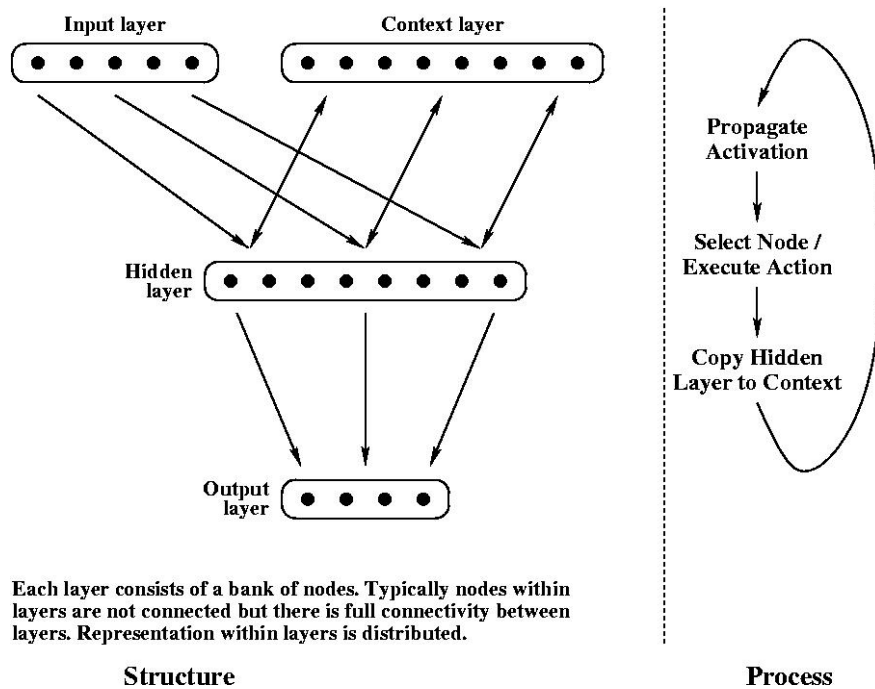 Input layer
Context layer
Hidden
layer
Output
layer
Each layer consists of a bank of nodes. Typically nodes within
layers are not connected but there is full connectivity between
layers. Representation within layers is distributed.
Structure
Propagate
Activation
Select Node /
Execute Action
Copy Hidden
Layer to Context
Process